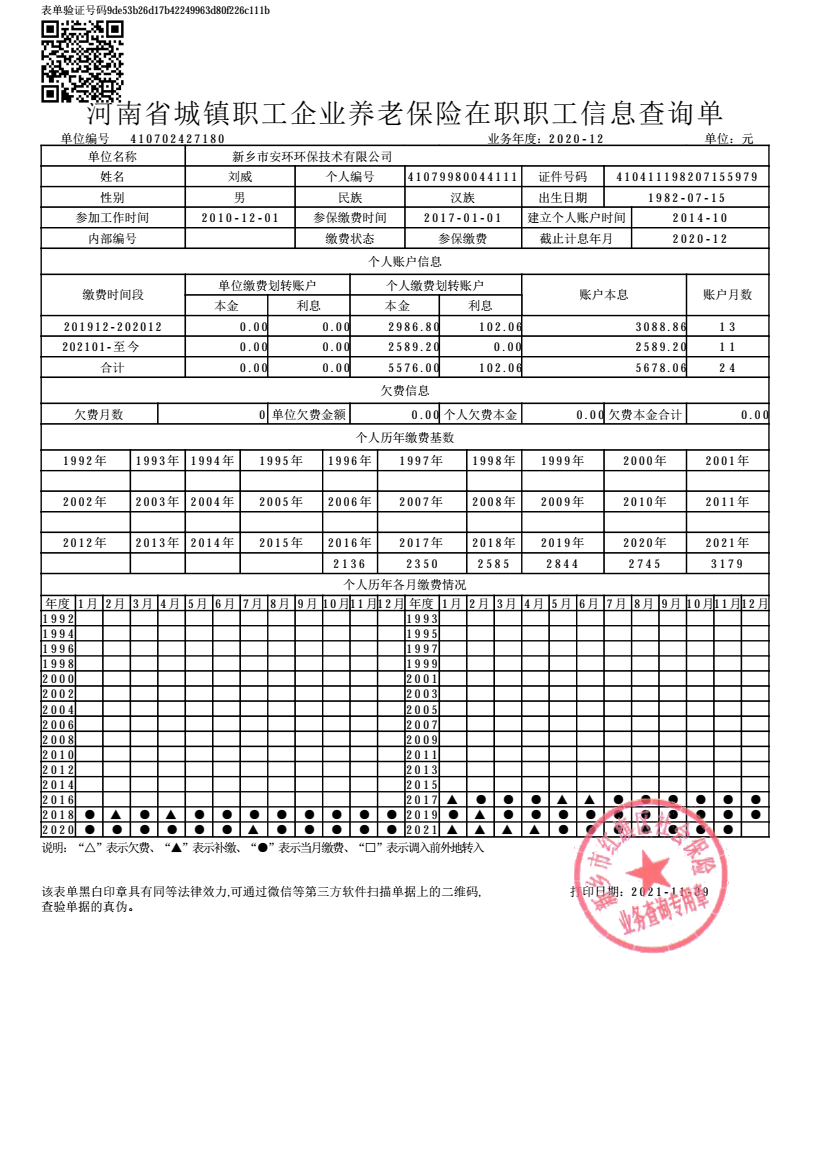 表单验证号码9de53b26d17b42249963d80f226c111b
河南省城镇职工企业养老保险在职职工信息查询单
单位编号 410702427180 业务年度：2020-12 单位：元
单位名称 新乡市安环环保技术有限公司
姓名 刘威 个人编号 41079980044111 证件号码 410411198207155979
性别 男 民族 汉族 出生日期 1982-07-15
参加工作时间 2010-12-01 参保缴费时间 2017-01-01 建立个人账户时间 2014-10
内部编号 缴费状态 参保缴费 截止计息年月 2020-12
个人账户信息
缴费时间段 单位缴费划转账户 个人缴费划转账户 账户本息 账户月数
本金 利息 本金 利息
201912-202012 0.00 0.00 2986.80 102.06 3088.86 13
202101-至今 0.00 0.00 2589.20 0.00 2589.20 11
合计 0.00 0.00 5576.00 102.06 5678.06 24
欠费信息
欠费月数 0 单位欠费金额 0.00 个人欠费本金 0.00 欠费本金合计 0.00
个人历年缴费基数
1992年 1993年 1994年 1995年 1996年 1997年 1998年 1999年 2000年 2001年
2002年 2003年 2004年 2005年 2006年 2007年 2008年 2009年 2010年 2011年
2012年 2013年 2014年 2015年 2016年 2017年 2018年 2019年 2020年 2021年
2136 2350 2585 2844 2745 3179
个人历年各月缴费情况
年度 1月 2月 3月 4月 5月 6月 7月 8月 9月 10月 11月 12月 年度 1月 2月 3月 4月 5月 6月 7月 8月 9月 10月 11月 12月
1992 1993
1994 1995
1996 1997
1998 1999
2000 2001
2002 2003
2004 2005
2006 2007
2008 2009
2010 2011
2012 2013
2014 2015
2016 2017 ▲ ● ● ● ▲ ▲ ● ● ● ● ● ●
2018 ● ▲ ● ▲ ● ● ● ● ● ● ● ● 2019 ● ▲ ● ● ● ● ● ● ● ● ● ●
2020 ● ● ● ● ● ● ▲ ● ● ● ● ● 2021 ▲ ▲ ▲ ▲ ● ● ● ▲ ● ● ●
说明：“△”表示欠费、“▲”表示补缴、“●”表示当月缴费、“□”表示调入前外地转入
该表单黑白印章具有同等法律效力,可通过微信等第三方软件扫描单据上的二维码,
查验单据的真伪。
打印日期：2021-11-29
新乡市红旗区社会保险
业务查询专用章